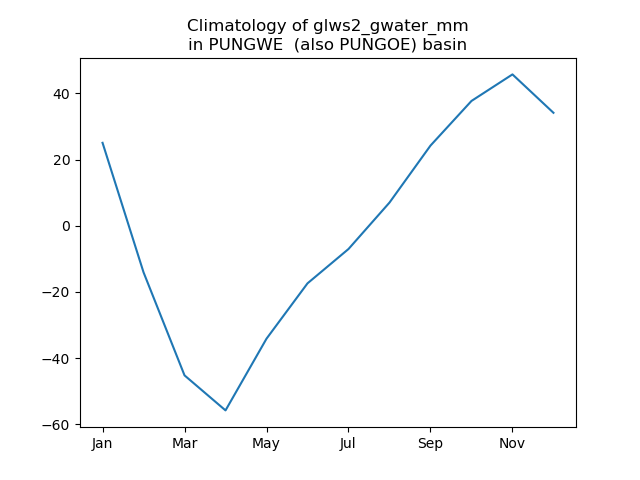 Climatology of glws2_gwater_mm
in PUNGWE  (also PUNGOE) basin
40
20
0
−20
−40
−60
Jan
Mar
May
Jul
Sep
Nov